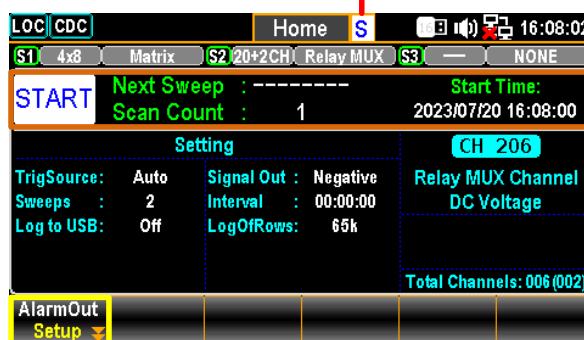 LOC CDC Home S 16:08:02
S1 4x8 Matrix S2 20+2CH Relay MUX S3 — NONE
START Next Sweep : -------- Start Time:
Scan Count : 1 2023/07/20 16:08:00
Setting CH 206
TrigSource: Auto Signal Out : Negative Relay MUX Channel
Sweeps : 2 Interval : 00:00:00 DC Voltage
Log to USB: Off LogOfRows: 65k
Total Channels: 006(002)
AlarmOut
Setup